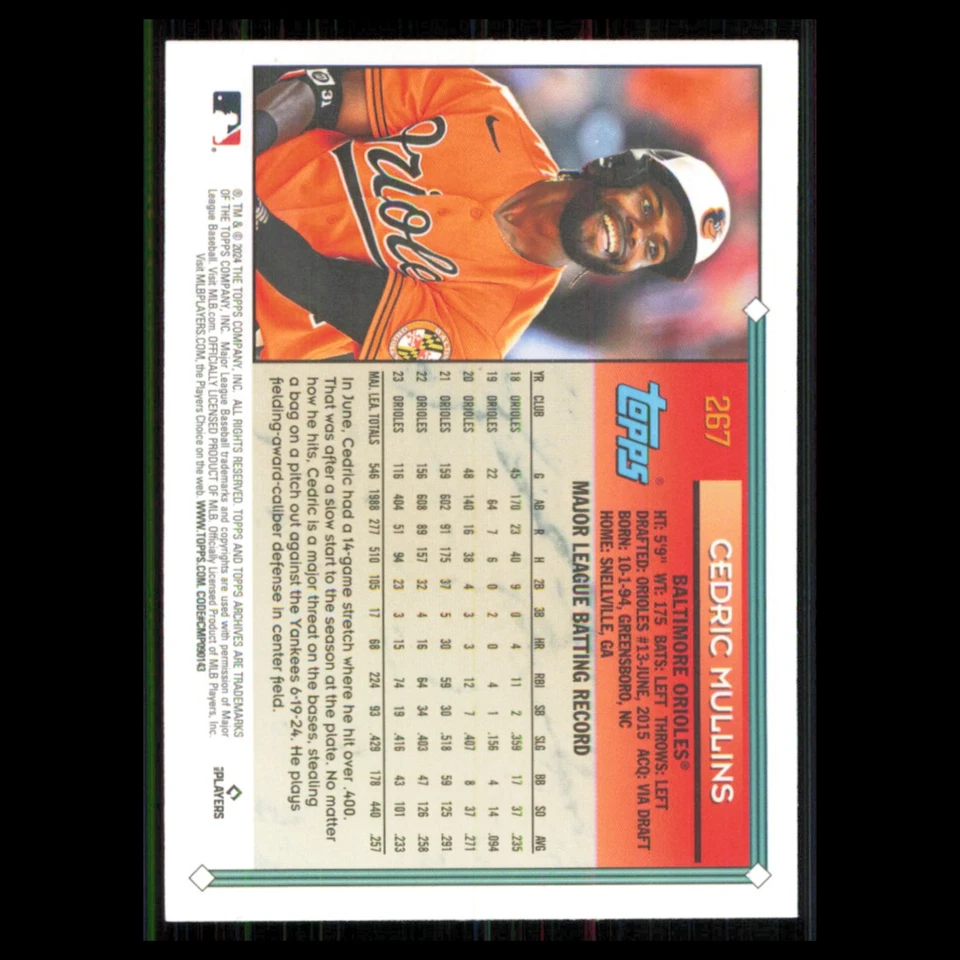 267
CEDRIC MULLINS
topps®
BALTIMORE ORIOLES®
HT: 5'9" WT: 175 BATS: LEFT THROWS: LEFT
DRAFTED: ORIOLES #13-JUNE, 2015 ACQ: VIA DRAFT
BORN: 10-1-94, GREENSBORO, NC
HOME: SNELLVILLE, GA
MAJOR LEAGUE BATTING RECORD
YR CLUB G AB R H 2B 3B HR RBI SB SLG BB SO AVG
18 ORIOLES 45 170 23 40 9 0 4 11 2 .359 17 37 .235
19 ORIOLES 22 64 7 6 0 2 0 4 1 .156 4 14 .094
20 ORIOLES 48 140 16 38 4 3 3 12 7 .407 8 37 .271
21 ORIOLES 159 602 91 175 37 5 30 59 30 .518 59 125 .291
22 ORIOLES 156 608 89 157 32 4 16 64 34 .403 47 126 .258
23 ORIOLES 116 404 51 94 23 3 15 74 19 .416 43 101 .233
MAJ. LEA. TOTALS 546 1988 277 510 105 17 68 224 93 .429 178 440 .257
In June, Cedric had a 14-game stretch where he hit over .400.
That was after a slow start to the season at the plate. No matter
how he hits, Cedric is a major threat on the bases, stealing
a bag on a pitch out against the Yankees 6-19-24. He plays
fielding-award-caliber defense in center field.
Oriole
31
®, TM & © 2024 THE TOPPS COMPANY, INC. ALL RIGHTS RESERVED. TOPPS AND TOPPS ARCHIVES ARE TRADEMARKS
OF THE TOPPS COMPANY, INC. Major League Baseball trademarks and copyrights are used with permission of Major
League Baseball. Visit MLB.com. OFFICIALLY LICENSED PRODUCT OF MLB. Officially Licensed Product of MLB Players, Inc.
Visit MLBPLAYERS.COM, the Players Choice on the web. WWW.TOPPS.COM. CODE#CMP090143
PLAYERS